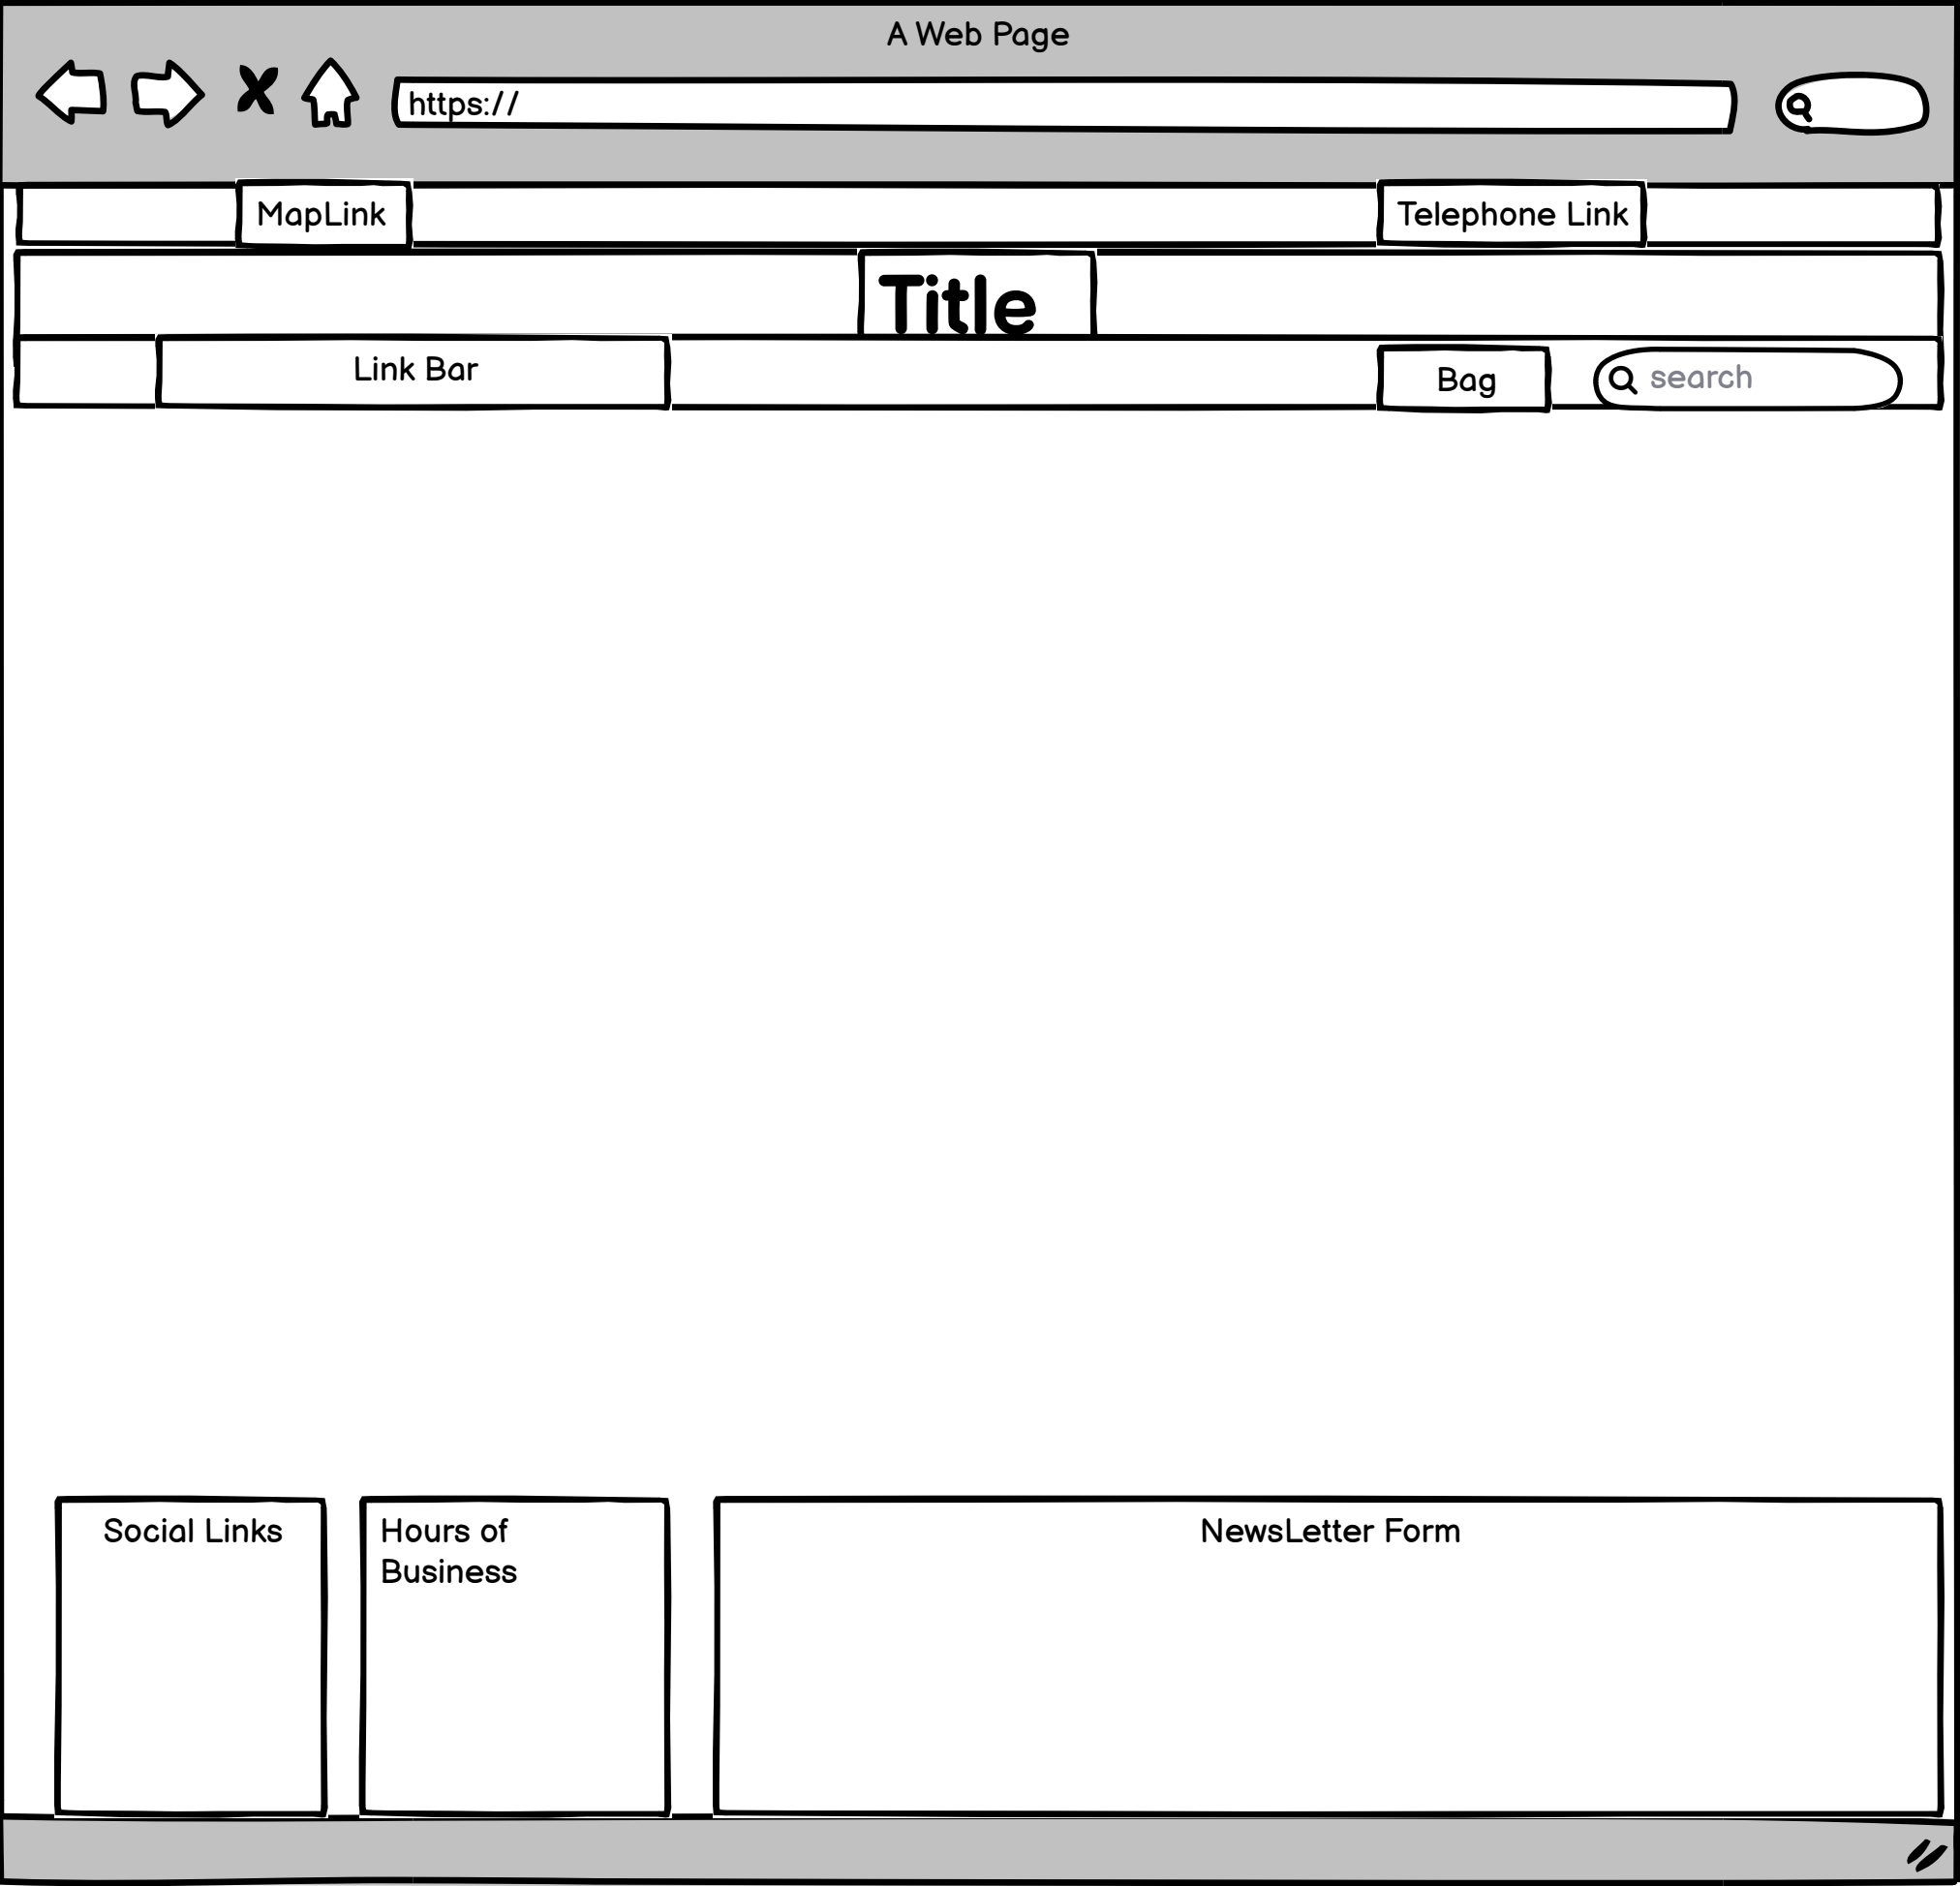 A Web Page
https://
MapLink
Telephone Link
Title
Link Bar
Bag
search
Social Links
Hours of
Business
NewsLetter Form